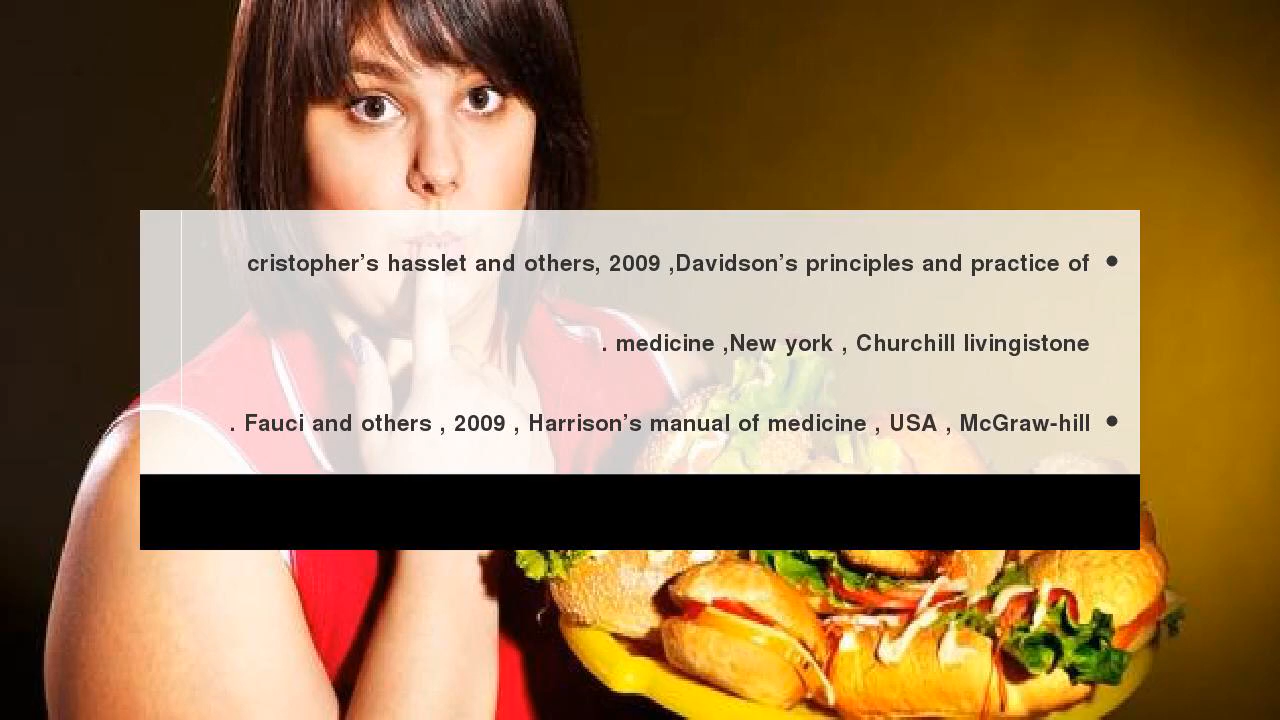 • cristopher’s hasslet and others, 2009 ,Davidson’s principles and practice of
. medicine ,New york , Churchill livingistone
• . Fauci and others , 2009 , Harrison’s manual of medicine , USA , McGraw-hill